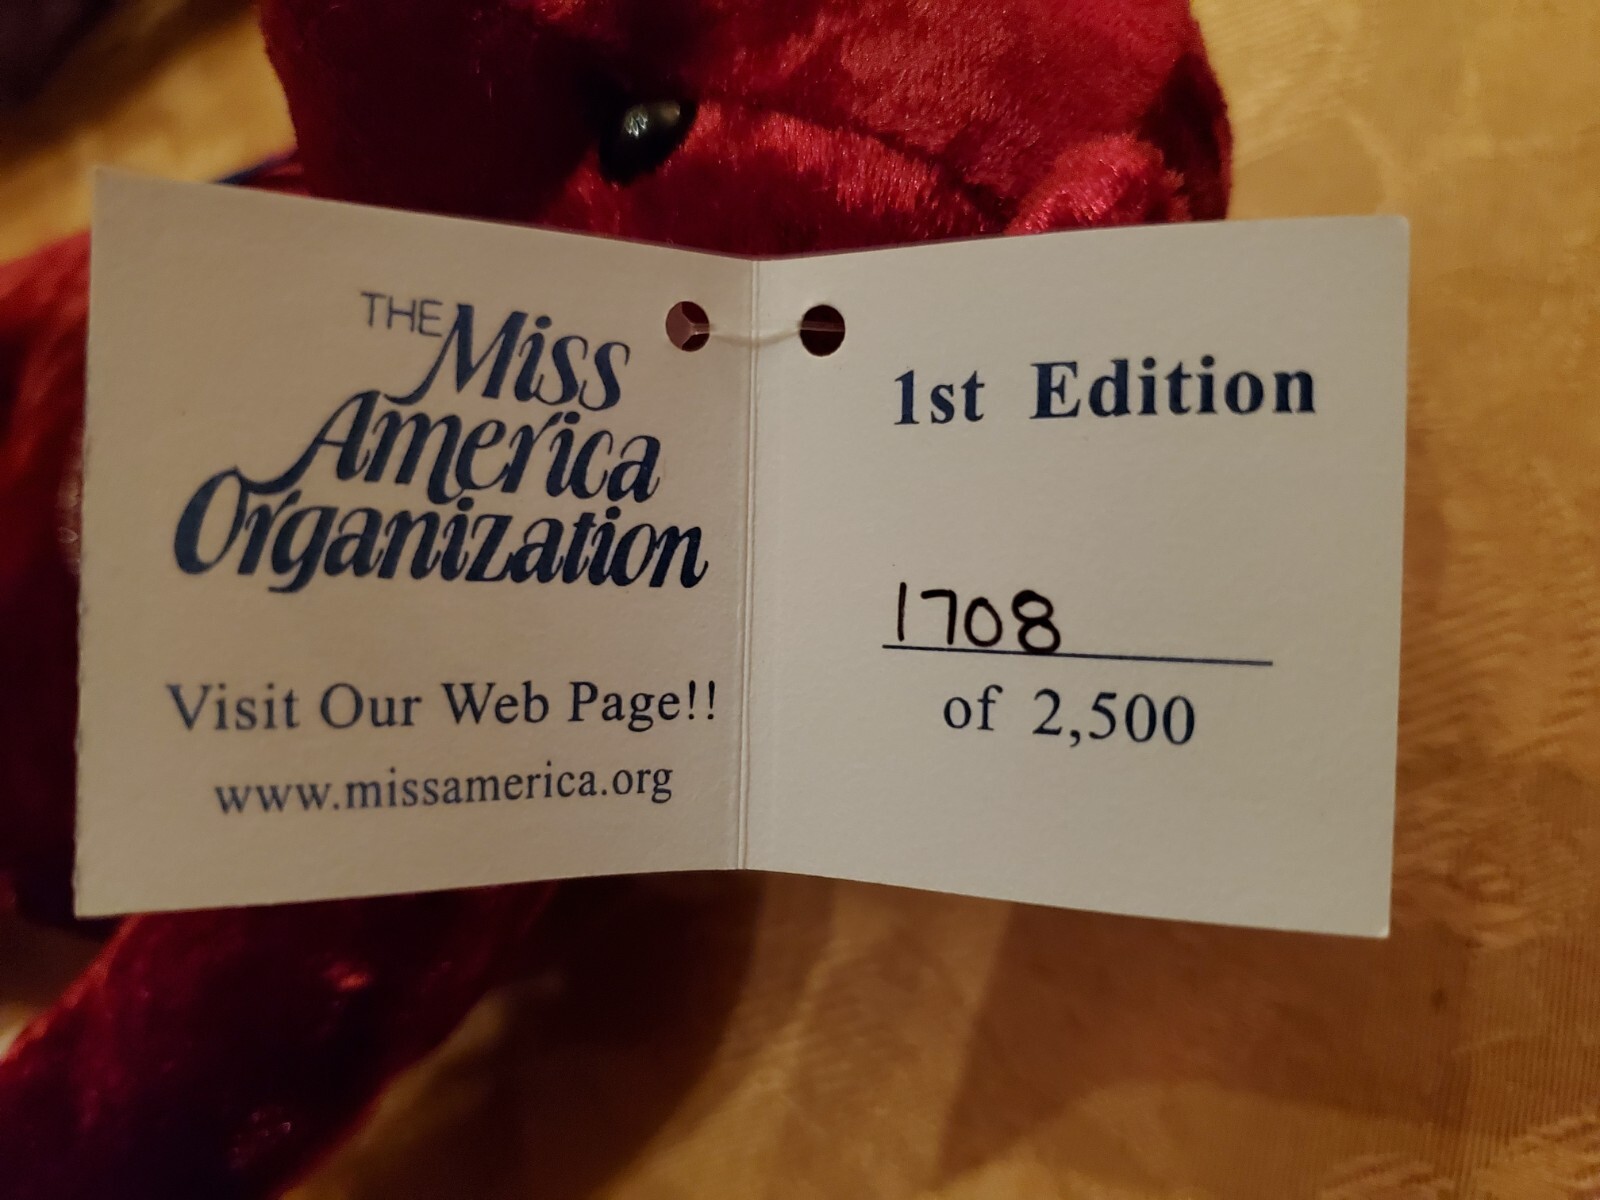 THE Miss
America
Organization
Visit Our Web Page!!
www.missamerica.org
1st Edition
1708
of 2,500